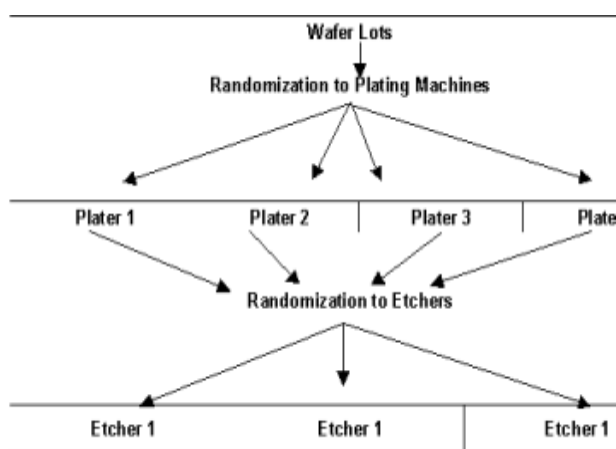 Wafer Lots
Randomization to Plating Machines
Plater 1 Plater 2 Plater 3 Plate
Randomization to Etchers
Etcher 1 Etcher 1 Etcher 1